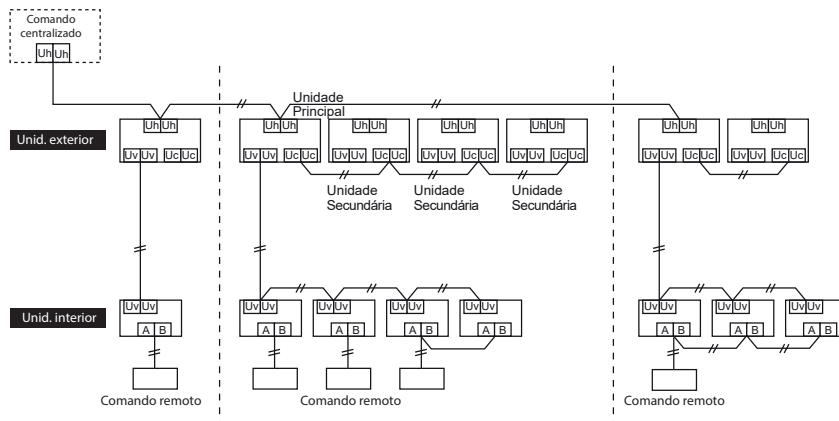 Comando
centralizado
Uh Uh
Unidade
Principal
Uh Uh Uh Uh Uh Uh Uh Uh Uh Uh Uh Uh Uh Uh
Unid. exterior
Uv Uv Uc Uc Uv Uv Uc Uc Uv Uv Uc Uc Uv Uv Uc Uc Uv Uv Uc Uc Uv Uv Uc Uc Uv Uv Uc Uc
Unidade Unidade Unidade
Secundária Secundária Secundária
Uv Uv Uv Uv Uv Uv Uv Uv Uv Uv Uv Uv Uv Uv Uv Uv
Unid. interior
A B A B A B A B A B A B A B A B
Comando remoto Comando remoto Comando remoto